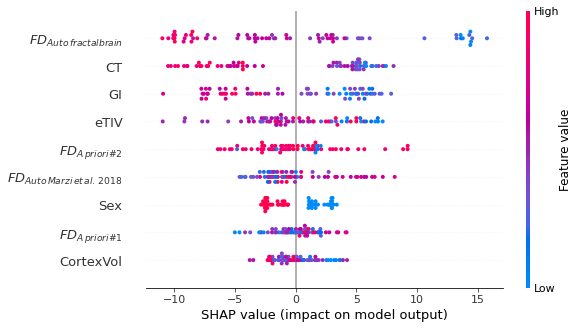 High
FD_Auto fractalbrain
CT
GI
eTIV
FD_A priori#2
FD_Auto Marzi et al. 2018
Sex
FD_A priori#1
CortexVol
Feature value
Low
−10 −5 0 5 10 15
SHAP value (impact on model output)